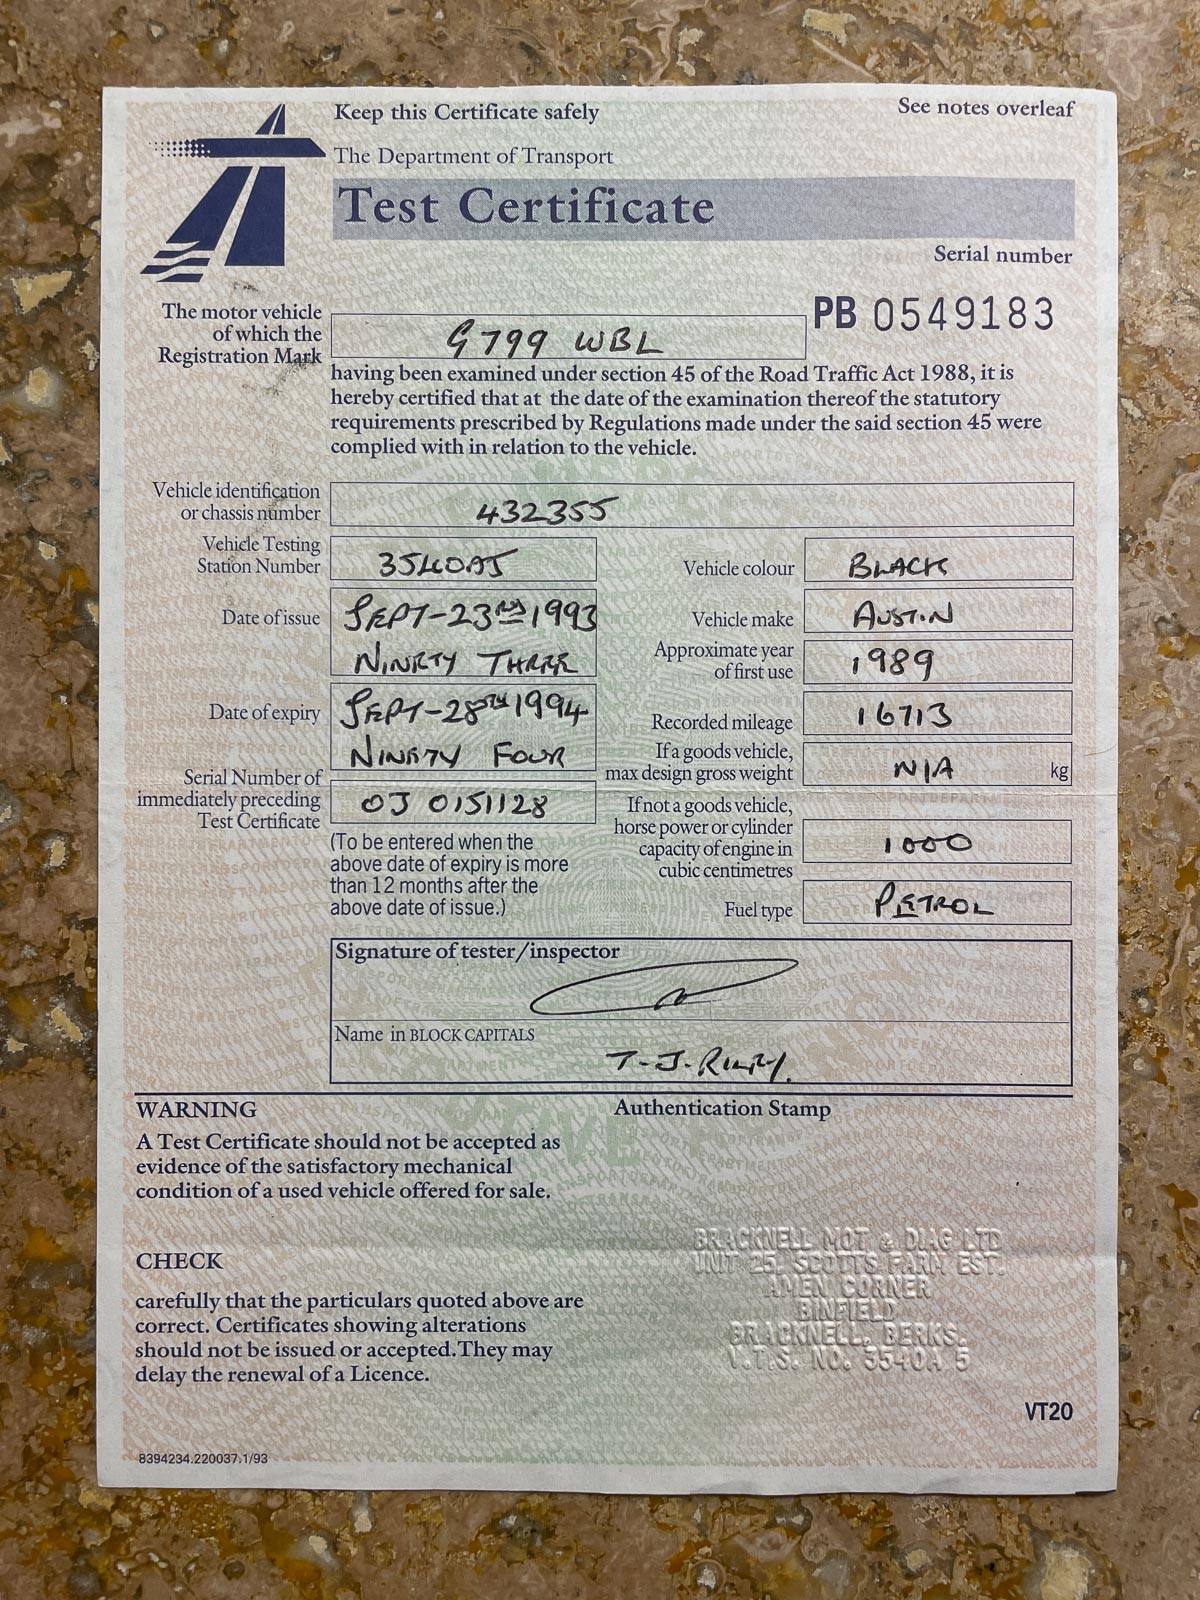 Keep this Certificate safely
See notes overleaf
The Department of Transport
Test Certificate
Serial number
PB 0549183
The motor vehicle
of which the
Registration Mark
G799 WBL
having been examined under section 45 of the Road Traffic Act 1988, it is
hereby certified that at the date of the examination thereof the statutory
requirements prescribed by Regulations made under the said section 45 were
complied with in relation to the vehicle.
Vehicle identification
or chassis number
432355
Vehicle Testing
Station Number
3540A5
Vehicle colour
BLACK
Date of issue
SEPT-23RD 1993
NINETY THREE
Vehicle make
AUSTIN
Approximate year
of first use
1989
Date of expiry
SEPT-28TH 1994
NINETY FOUR
Recorded mileage
16713
If a goods vehicle,
max design gross weight
N/A
kg
Serial Number of
immediately preceding
Test Certificate
OJ 0151128
(To be entered when the
above date of expiry is more
than 12 months after the
above date of issue.)
If not a goods vehicle,
horse power or cylinder
capacity of engine in
cubic centimetres
1000
Fuel type
PETROL
Signature of tester/inspector
Name in BLOCK CAPITALS
T-J-RILEY.
WARNING
A Test Certificate should not be accepted as
evidence of the satisfactory mechanical
condition of a used vehicle offered for sale.
Authentication Stamp
CHECK
carefully that the particulars quoted above are
correct. Certificates showing alterations
should not be issued or accepted. They may
delay the renewal of a Licence.
BRACKNELL MOT & DIAG LTD
UNIT 25, SCOTTS FARM EST.
AMEN CORNER
BINFIELD
BRACKNELL, BERKS.
V.T.S. NO. 3540A 5
VT20
8394234.220037.1/93